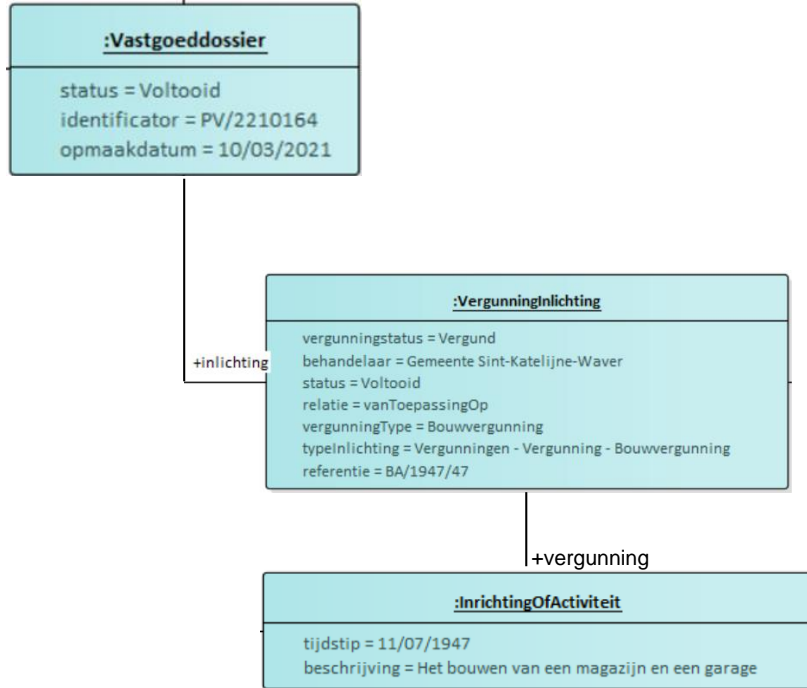 :Vastgoeddossier
status = Voltooid
identificator = PV/2210164
opmaakdatum = 10/03/2021
:VergunningInlichting
vergunningstatus = Vergund
+inlichting
behandelaar = Gemeente Sint-Katelijne-Waver
status = Voltooid
relatie = vanToepassingOp
vergunningType = Bouwvergunning
typeInlichting = Vergunningen - Vergunning - Bouwvergunning
referentie = BA/1947/47
+vergunning
:InrichtingOfActiviteit
tijdstip = 11/07/1947
beschrijving = Het bouwen van een magazijn en een garage